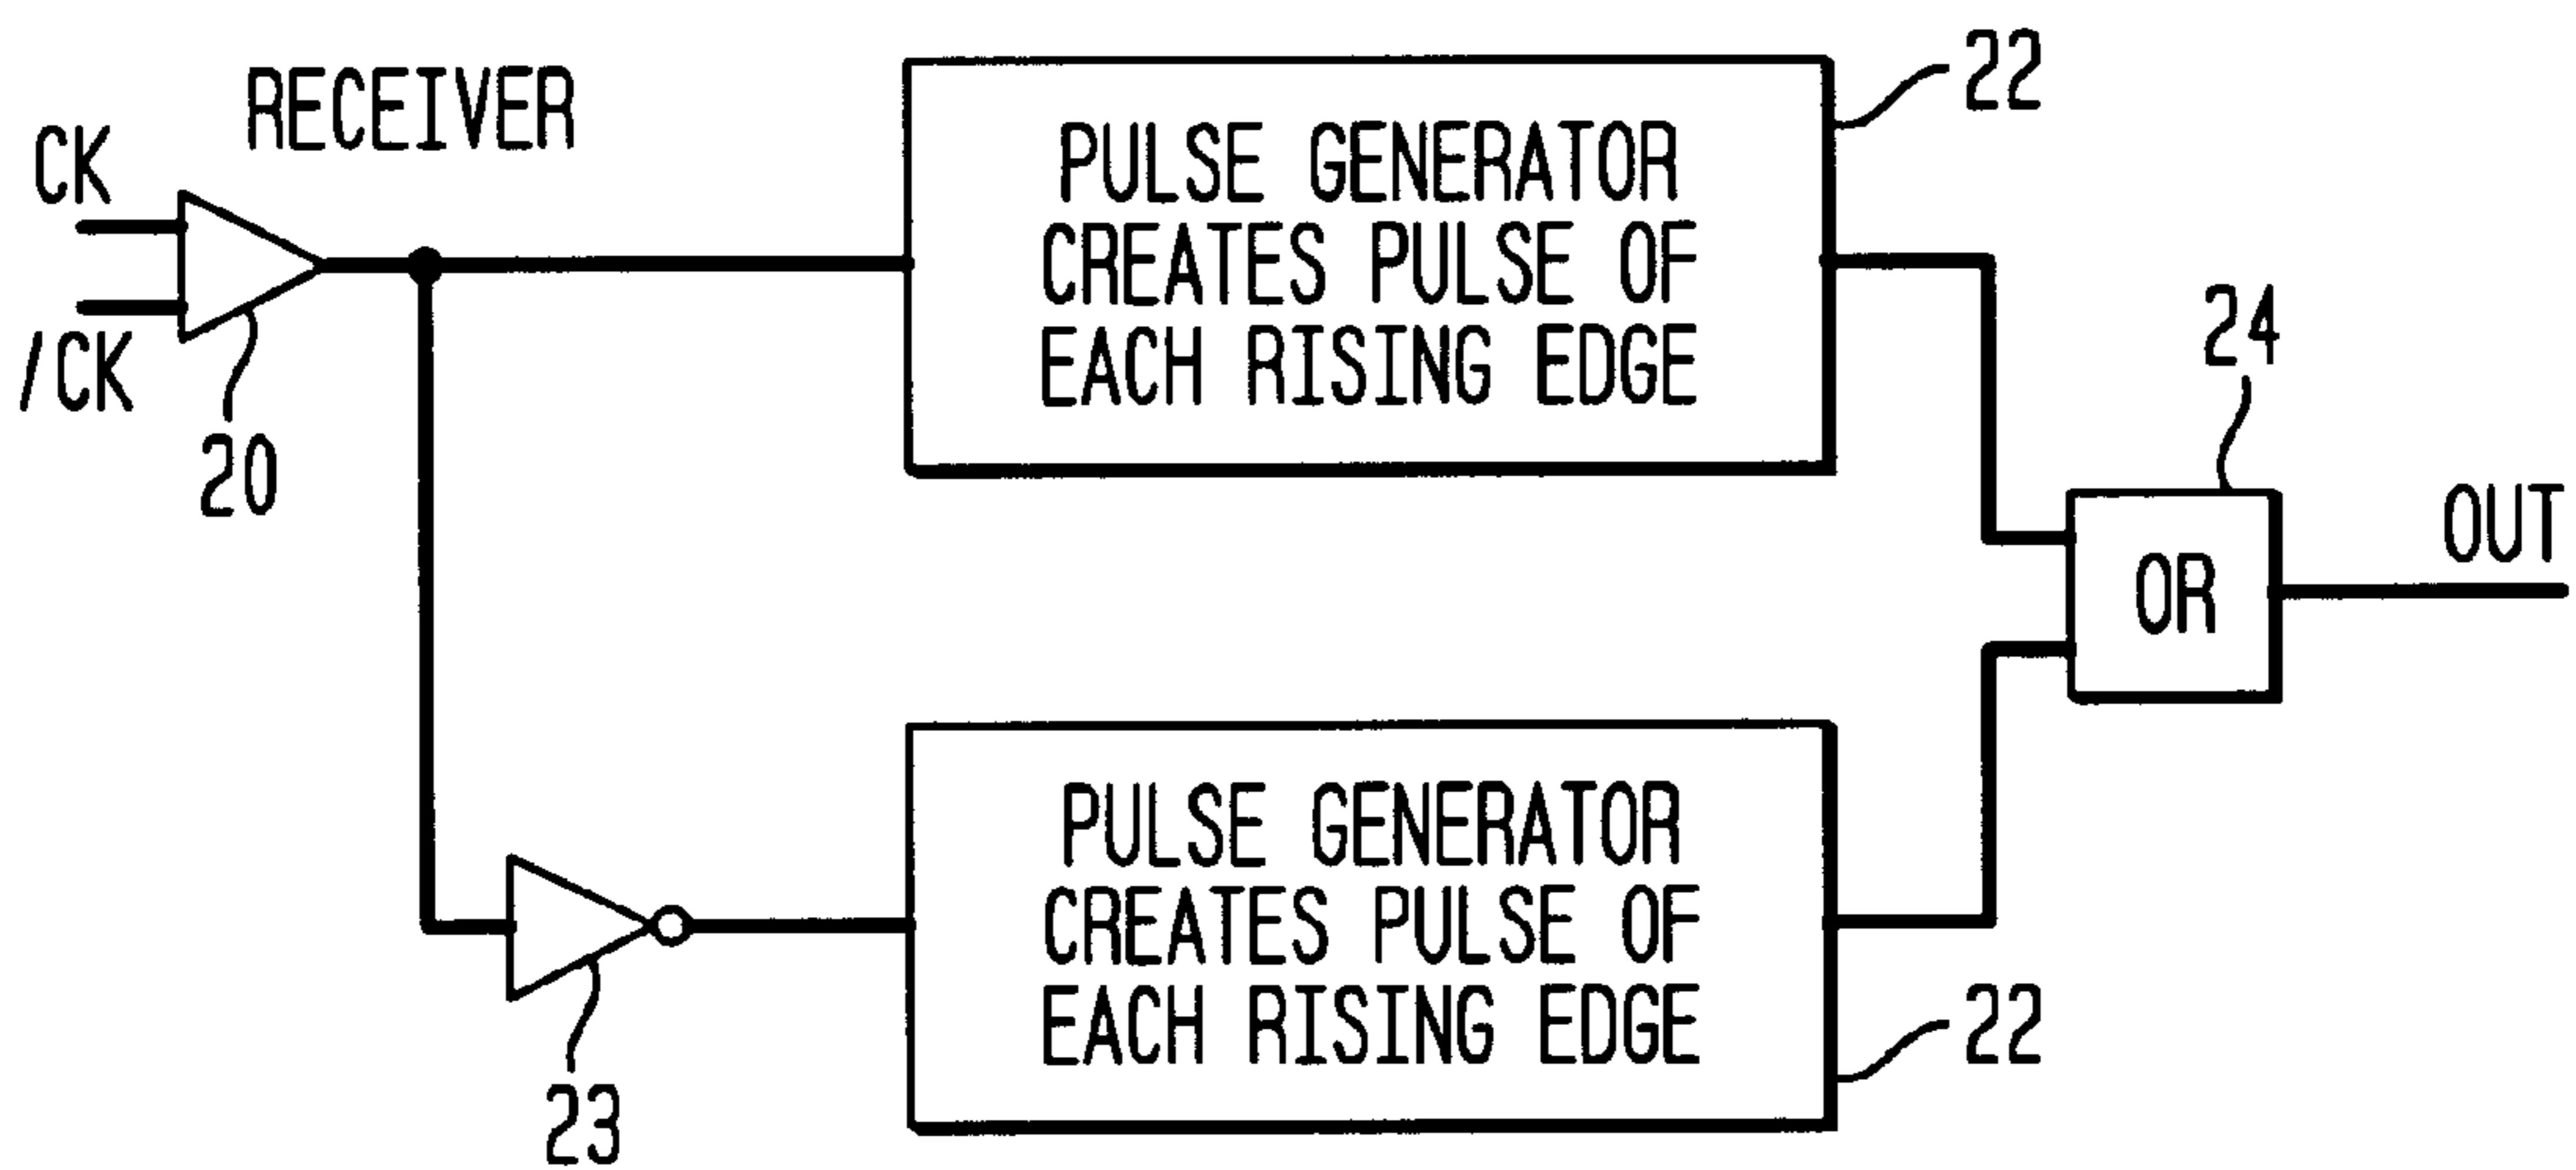 RECEIVER
CK
/CK
20
PULSE GENERATOR
CREATES PULSE OF
EACH RISING EDGE
22
24
OR
OUT
23
PULSE GENERATOR
CREATES PULSE OF
EACH RISING EDGE
22